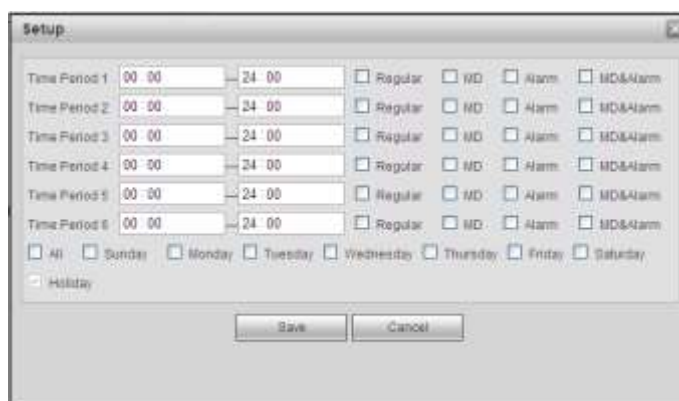 Setup
Time Period 1 00 00 — 24 00 Regular MD Alarm MD&Alarm
Time Period 2 00 00 — 24 00 Regular MD Alarm MD&Alarm
Time Period 3 00 00 — 24 00 Regular MD Alarm MD&Alarm
Time Period 4 00 00 — 24 00 Regular MD Alarm MD&Alarm
Time Period 5 00 00 — 24 00 Regular MD Alarm MD&Alarm
Time Period 6 00 00 — 24 00 Regular MD Alarm MD&Alarm
All Sunday Monday Tuesday Wednesday Thursday Friday Saturday
Holiday
Save Cancel